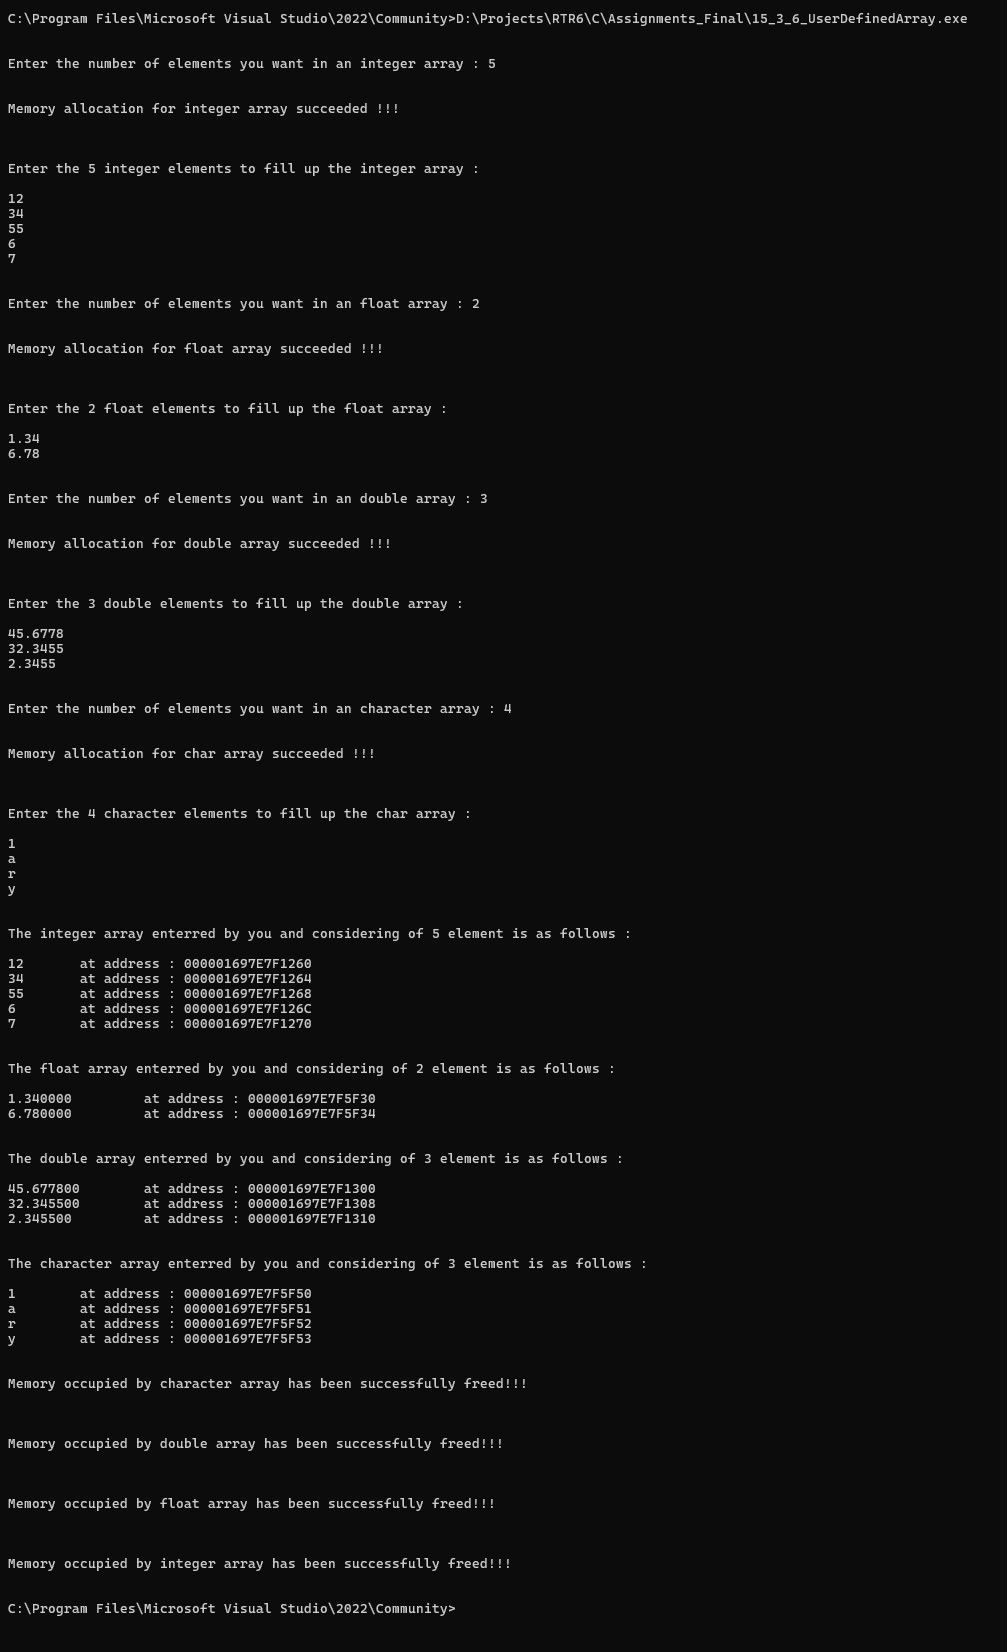 C:\Program Files\Microsoft Visual Studio\2022\Community>D:\Projects\RTR6\C\Assignments_Final\15_3_6_UserDefinedArray.exe
Enter the number of elements you want in an integer array : 5
Memory allocation for integer array succeeded !!!
Enter the 5 integer elements to fill up the integer array :
12
34
55
6
7
Enter the number of elements you want in an float array : 2
Memory allocation for float array succeeded !!!
Enter the 2 float elements to fill up the float array :
1.34
6.78
Enter the number of elements you want in an double array : 3
Memory allocation for double array succeeded !!!
Enter the 3 double elements to fill up the double array :
45.6778
32.3455
2.3455
Enter the number of elements you want in an character array : 4
Memory allocation for char array succeeded !!!
Enter the 4 character elements to fill up the char array :
1
a
r
y
The integer array enterred by you and considering of 5 element is as follows :
12       at address : 000001697E7F1260
34       at address : 000001697E7F1264
55       at address : 000001697E7F1268
6        at address : 000001697E7F126C
7        at address : 000001697E7F1270
The float array enterred by you and considering of 2 element is as follows :
1.340000         at address : 000001697E7F5F30
6.780000         at address : 000001697E7F5F34
The double array enterred by you and considering of 3 element is as follows :
45.677800        at address : 000001697E7F1300
32.345500        at address : 000001697E7F1308
2.345500         at address : 000001697E7F1310
The character array enterred by you and considering of 3 element is as follows :
1        at address : 000001697E7F5F50
a        at address : 000001697E7F5F51
r        at address : 000001697E7F5F52
y        at address : 000001697E7F5F53
Memory occupied by character array has been successfully freed!!!
Memory occupied by double array has been successfully freed!!!
Memory occupied by float array has been successfully freed!!!
Memory occupied by integer array has been successfully freed!!!
C:\Program Files\Microsoft Visual Studio\2022\Community>